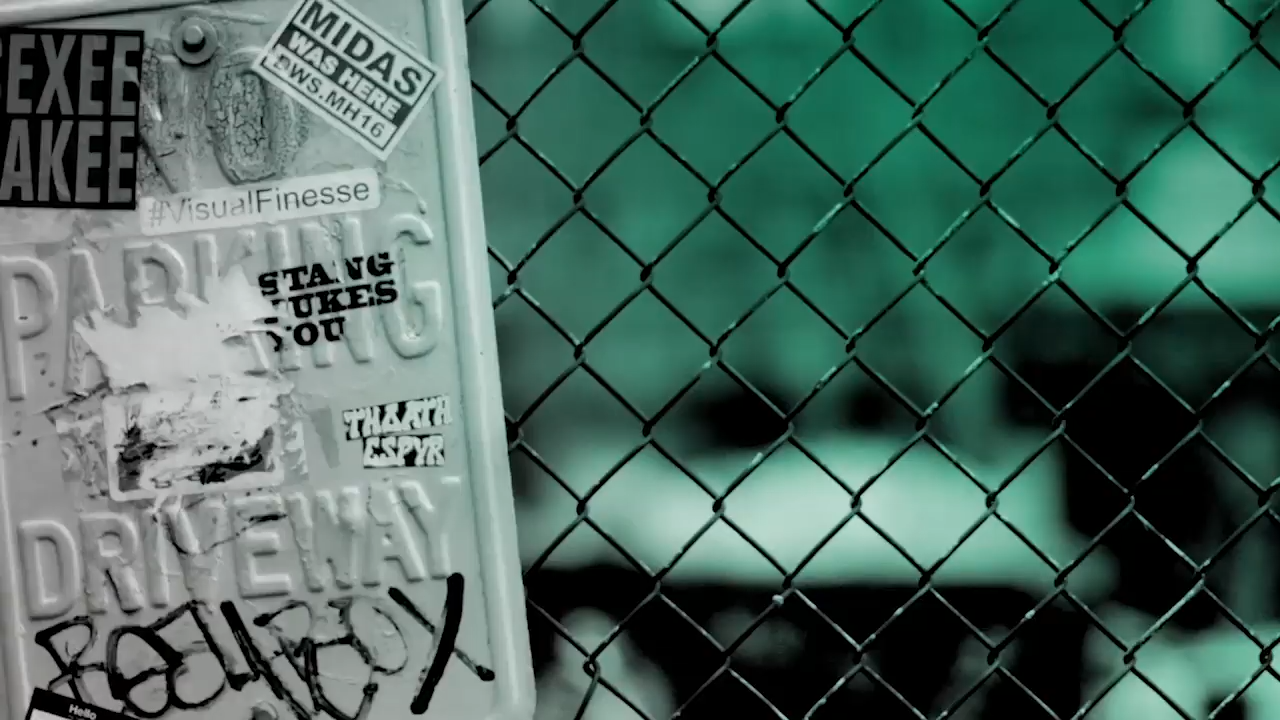 MIDAS
WAS HERE
DWS.MH16
EXEE
AKEE
#VisualFinesse
PARKING
STANG
YOU
DRIVEWAY
Hello